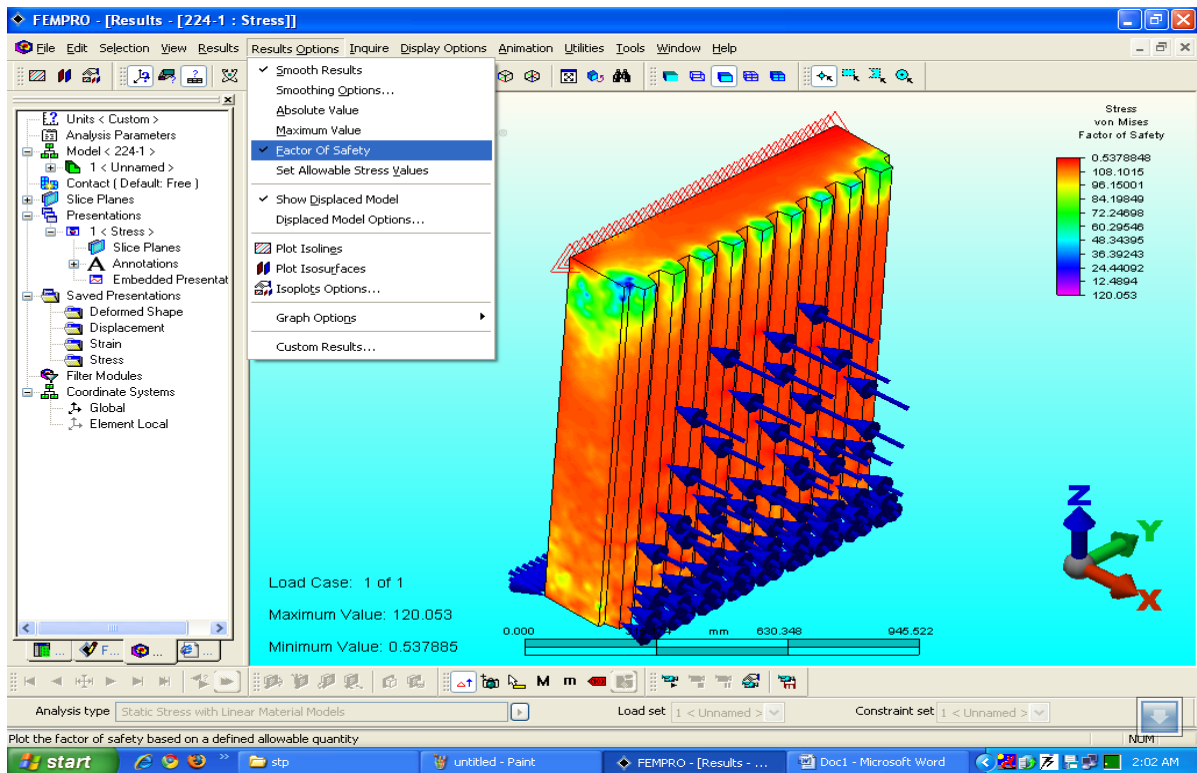 FEMPRO - [Results - [224-1 : Stress]]
File Edit Selection View Results Results Options Inquire Display Options Animation Utilities Tools Window Help
Smooth Results
Smoothing Options...
Absolute Value
Maximum Value
Factor Of Safety
Set Allowable Stress Values
Show Displaced Model
Displaced Model Options...
Plot Isolines
Plot Isosurfaces
Isoplots Options...
Graph Options
Custom Results...
Units < Custom >
Analysis Parameters
Model < 224-1 >
1 < Unnamed >
Contact ( Default: Free )
Slice Planes
Presentations
1 < Stress >
Slice Planes
A Annotations
Embedded Presentat
Saved Presentations
Deformed Shape
Displacement
Strain
Stress
Filter Modules
Coordinate Systems
Global
Element Local
Stress
von Mises
Factor of Safety
0.5378848
108.1015
96.15001
84.19849
72.24698
60.29546
48.34395
36.39243
24.44092
12.4894
120.053
Z
Y
X
Load Case: 1 of 1
Maximum Value: 120.053
Minimum Value: 0.537885
0.000 mm 630.348 945.522
... F... ... ...
M m
Analysis type Static Stress with Linear Material Models Load set 1 < Unnamed > Constraint set 1 < Unnamed >
Plot the factor of safety based on a defined allowable quantity NUM
start stp untitled - Paint FEMPRO - [Results - ... Doc1 - Microsoft Word 2:02 AM